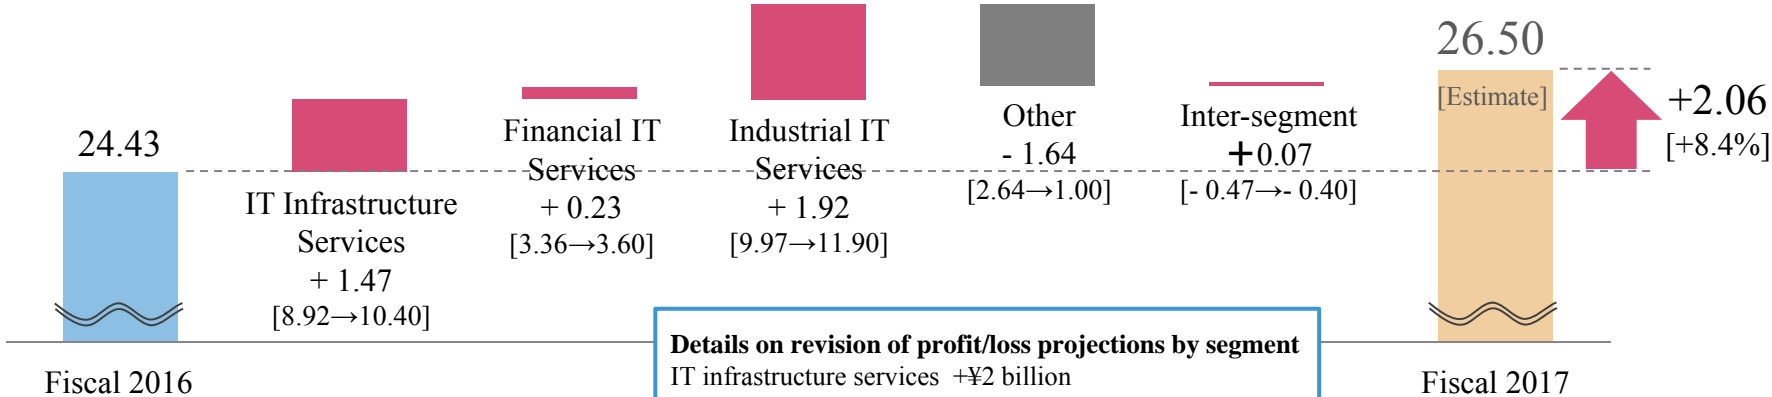 24.43
Fiscal 2016
IT Infrastructure
Services
+ 1.47
[8.92→10.40]
Financial IT
Services
+ 0.23
[3.36→3.60]
Industrial IT
Services
+ 1.92
[9.97→11.90]
Other
- 1.64
[2.64→1.00]
Inter-segment
+0.07
[- 0.47→- 0.40]
26.50
[Estimate]
Fiscal 2017
+2.06
[+8.4%]
Details on revision of profit/loss projections by segment
IT infrastructure services +¥2 billion